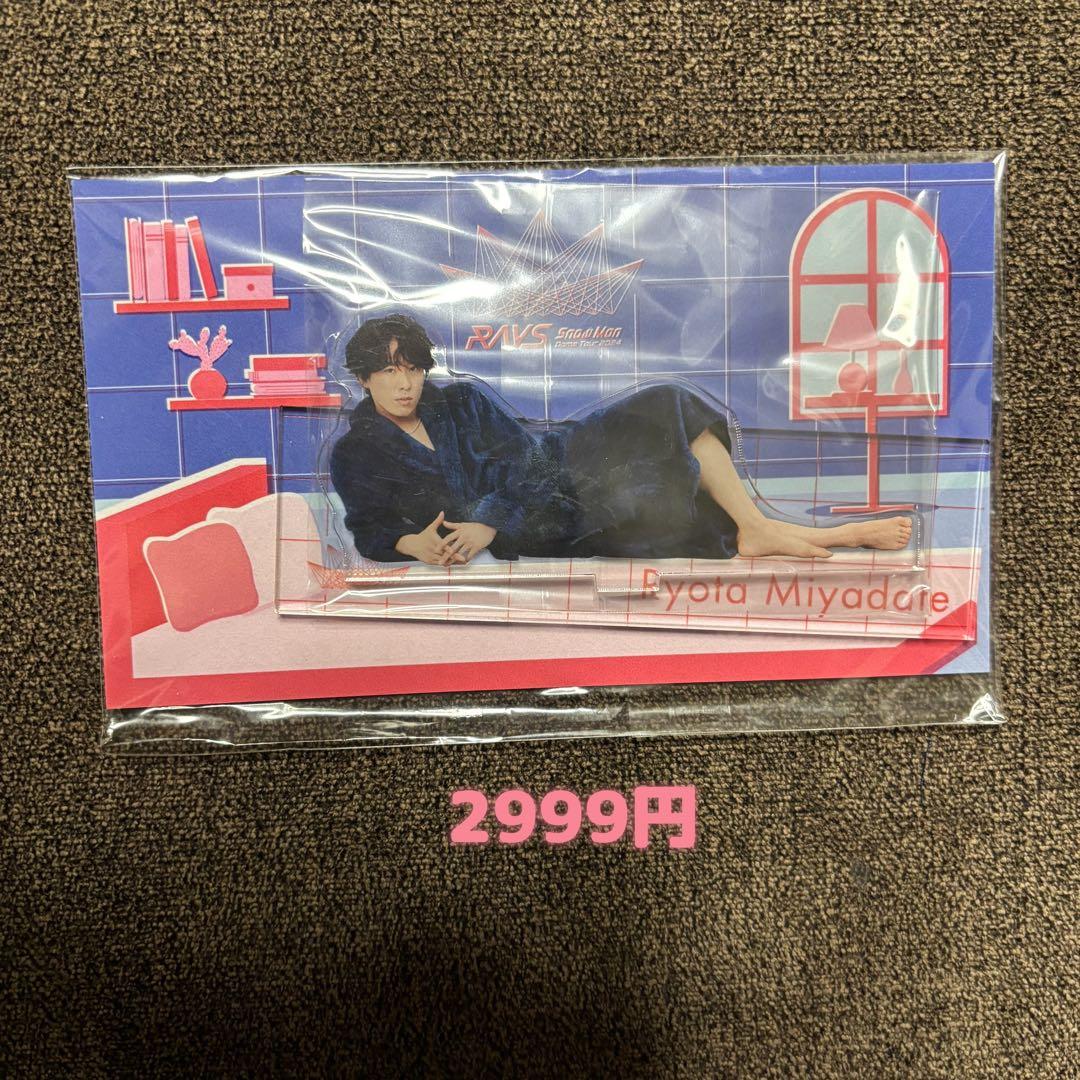 RAYS
Snow Man
Dome Tour 2024
Ryota Miyadate
2999円